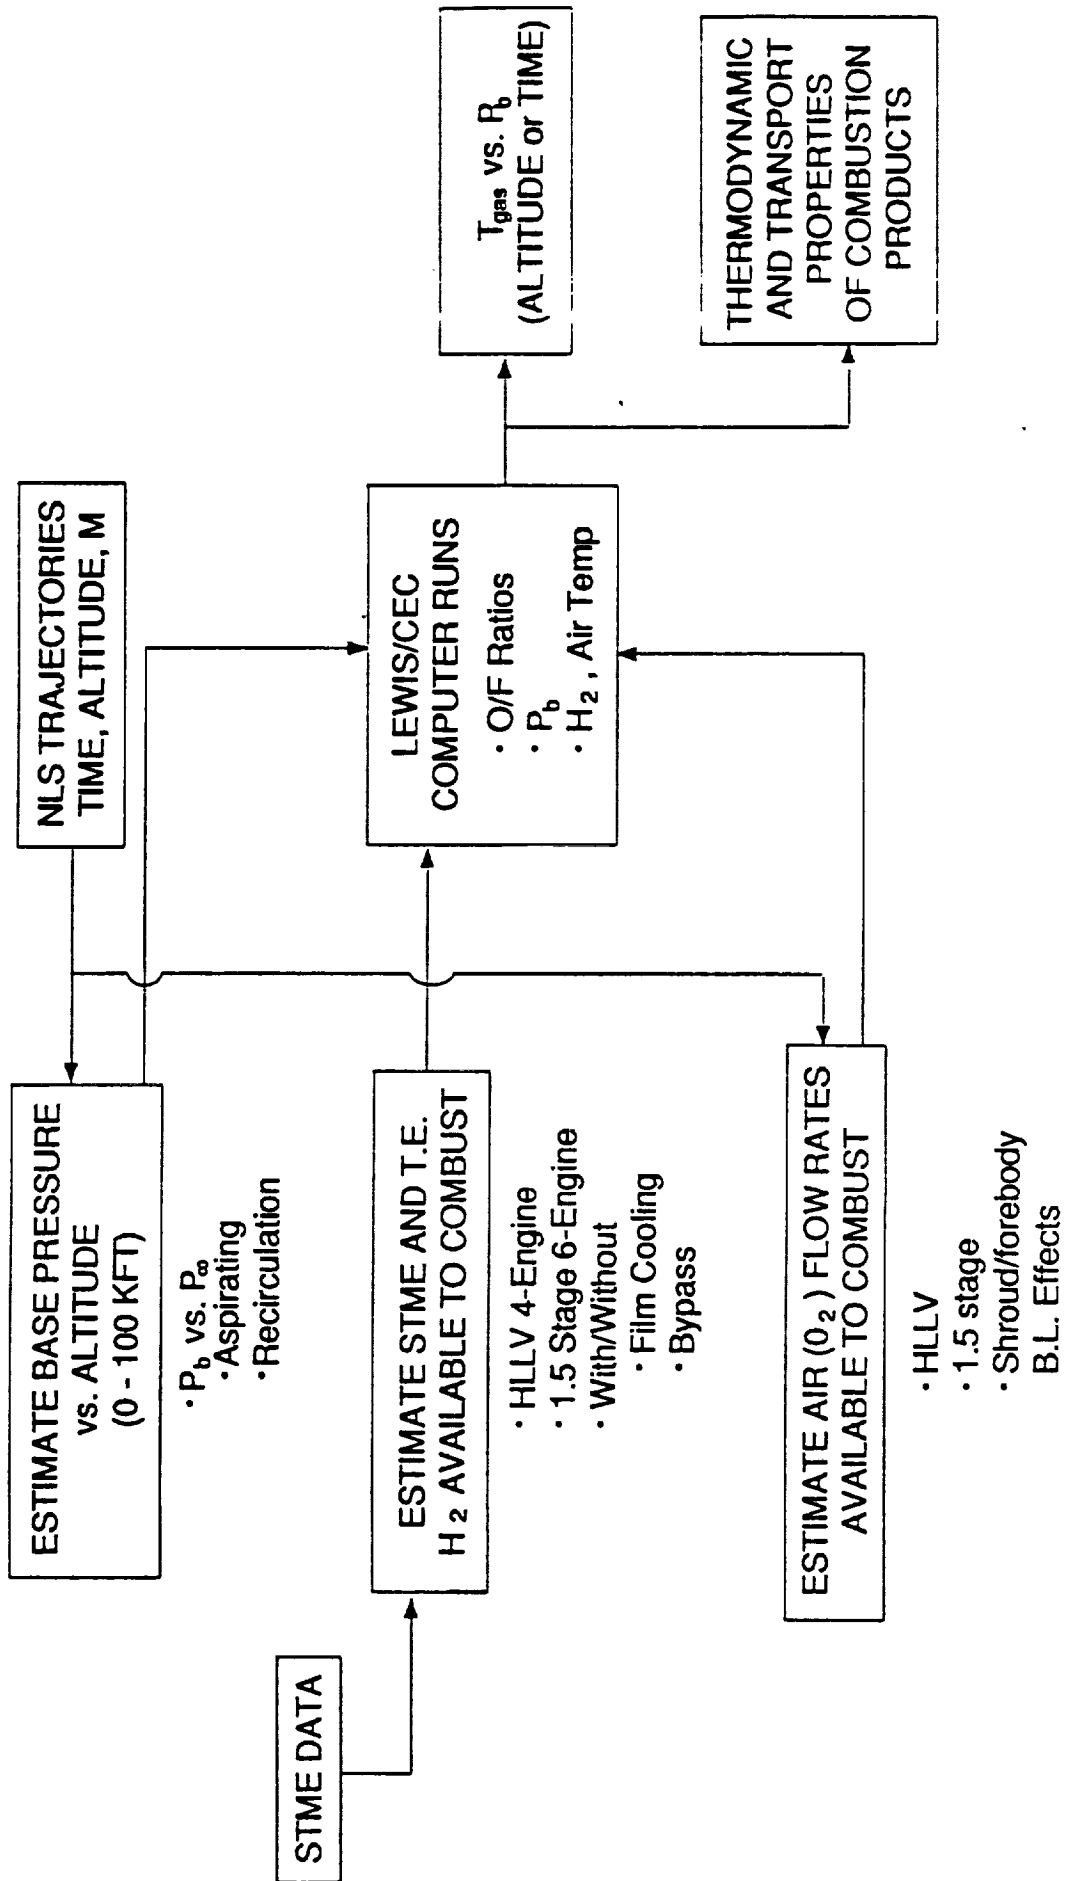 NLS TRAJECTORIES
TIME, ALTITUDE, M
ESTIMATE BASE PRESSURE
vs. ALTITUDE
(0 - 100 KFT)
· P_b vs. P_∞
· Aspirating
· Recirculation
STME DATA
ESTIMATE STME AND T.E.
H₂ AVAILABLE TO COMBUST
· HLLV 4-Engine
· 1.5 Stage 6-Engine
· With/Without
· Film Cooling
· Bypass
ESTIMATE AIR (0₂) FLOW RATES
AVAILABLE TO COMBUST
· HLLV
· 1.5 stage
· Shroud/forebody
B.L. Effects
LEWIS/CEC
COMPUTER RUNS
· O/F Ratios
· P_b
· H₂, Air Temp
T_gas vs. P_b
(ALTITUDE or TIME)
THERMODYNAMIC
AND TRANSPORT
PROPERTIES
OF COMBUSTION
PRODUCTS